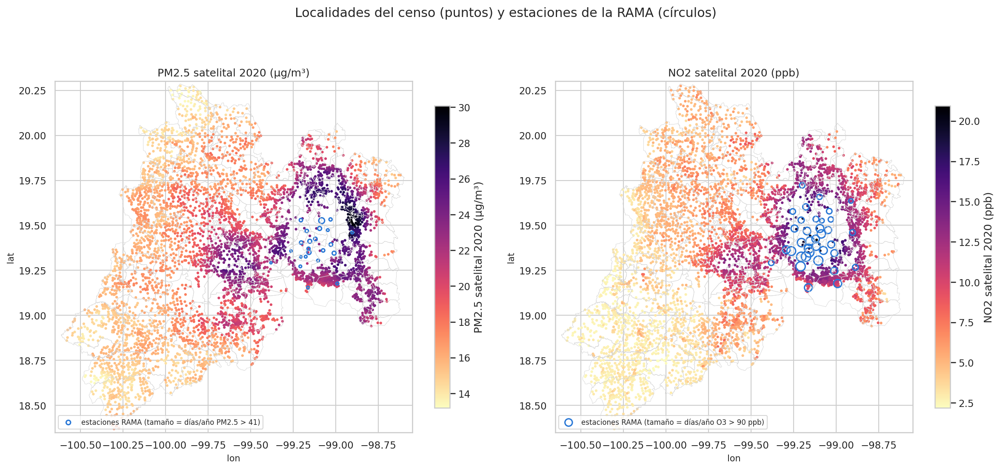 Localidades del censo (puntos) y estaciones de la RAMA (círculos)
PM2.5 satelital 2020 (µg/m³)
lat
20.25
20.00
19.75
19.50
19.25
19.00
18.75
18.50
estaciones RAMA (tamaño = días/año PM2.5 > 41)
−100.50 −100.25 −100.00 −99.75 −99.50 −99.25 −99.00 −98.75
lon
30
28
26
24
22
20
18
16
14
PM2.5 satelital 2020 (µg/m³)
NO2 satelital 2020 (ppb)
lat
20.25
20.00
19.75
19.50
19.25
19.00
18.75
18.50
estaciones RAMA (tamaño = días/año O3 > 90 ppb)
−100.50 −100.25 −100.00 −99.75 −99.50 −99.25 −99.00 −98.75
lon
20.0
17.5
15.0
12.5
10.0
7.5
5.0
2.5
NO2 satelital 2020 (ppb)